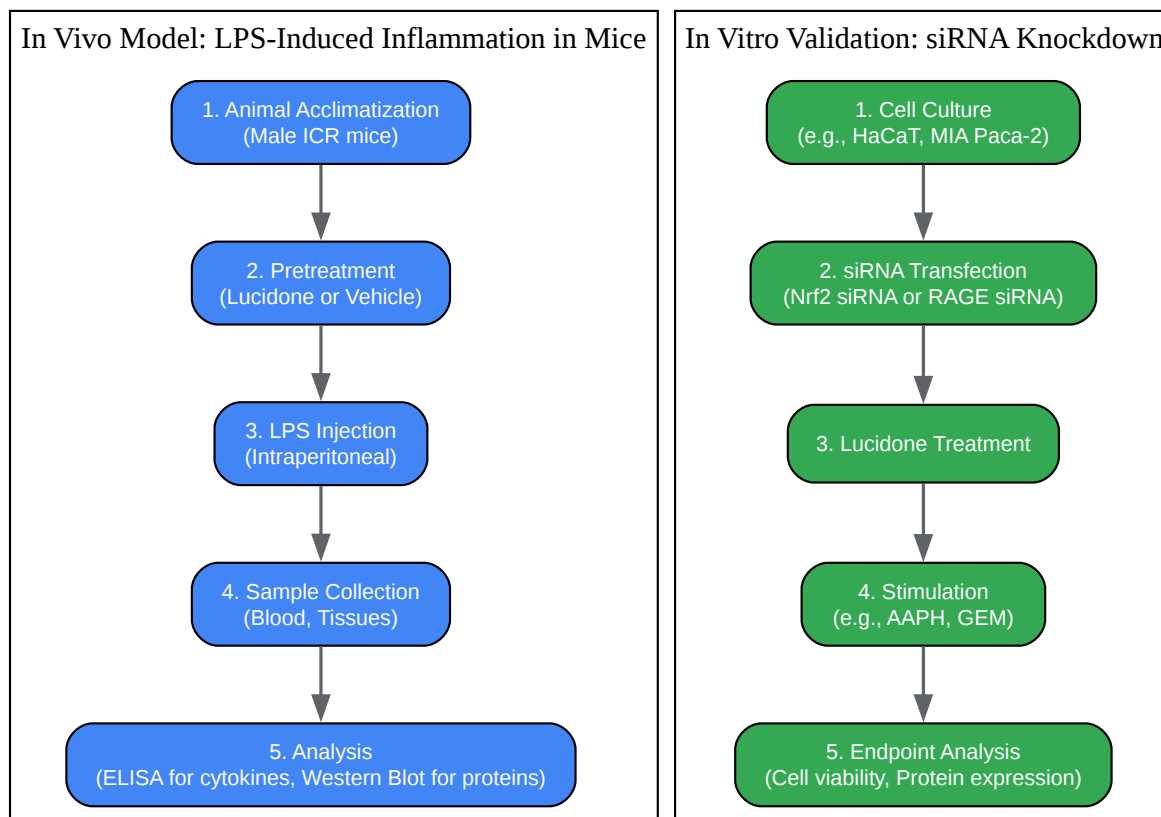 In Vivo Model: LPS-Induced Inflammation in Mice
1. Animal Acclimatization
(Male ICR mice)
2. Pretreatment
(Lucidone or Vehicle)
3. LPS Injection
(Intraperitoneal)
4. Sample Collection
(Blood, Tissues)
5. Analysis
(ELISA for cytokines, Western Blot for proteins)
In Vitro Validation: siRNA Knockdown
1. Cell Culture
(e.g., HaCaT, MIA Paca-2)
2. siRNA Transfection
(Nrf2 siRNA or RAGE siRNA)
3. Lucidone Treatment
4. Stimulation
(e.g., AAPH, GEM)
5. Endpoint Analysis
(Cell viability, Protein expression)